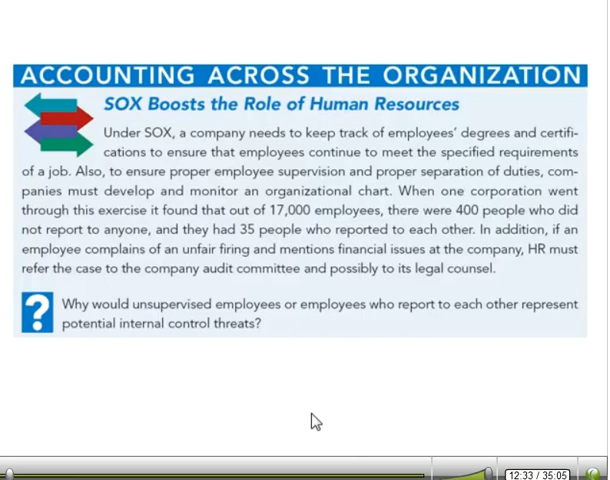 ACCOUNTING ACROSS THE ORGANIZATION
SOX Boosts the Role of Human Resources
Under SOX, a company needs to keep track of employees' degrees and certifi-
cations to ensure that employees continue to meet the specified requirements
of a job. Also, to ensure proper employee supervision and proper separation of duties, com-
panies must develop and monitor an organizational chart. When one corporation went
through this exercise it found that out of 17,000 employees, there were 400 people who did
not report to anyone, and they had 35 people who reported to each other. In addition, if an
employee complains of an unfair firing and mentions financial issues at the company, HR must
refer the case to the company audit committee and possibly to its legal counsel.
? Why would unsupervised employees or employees who report to each other represent
potential internal control threats?
12:33 / 35:05